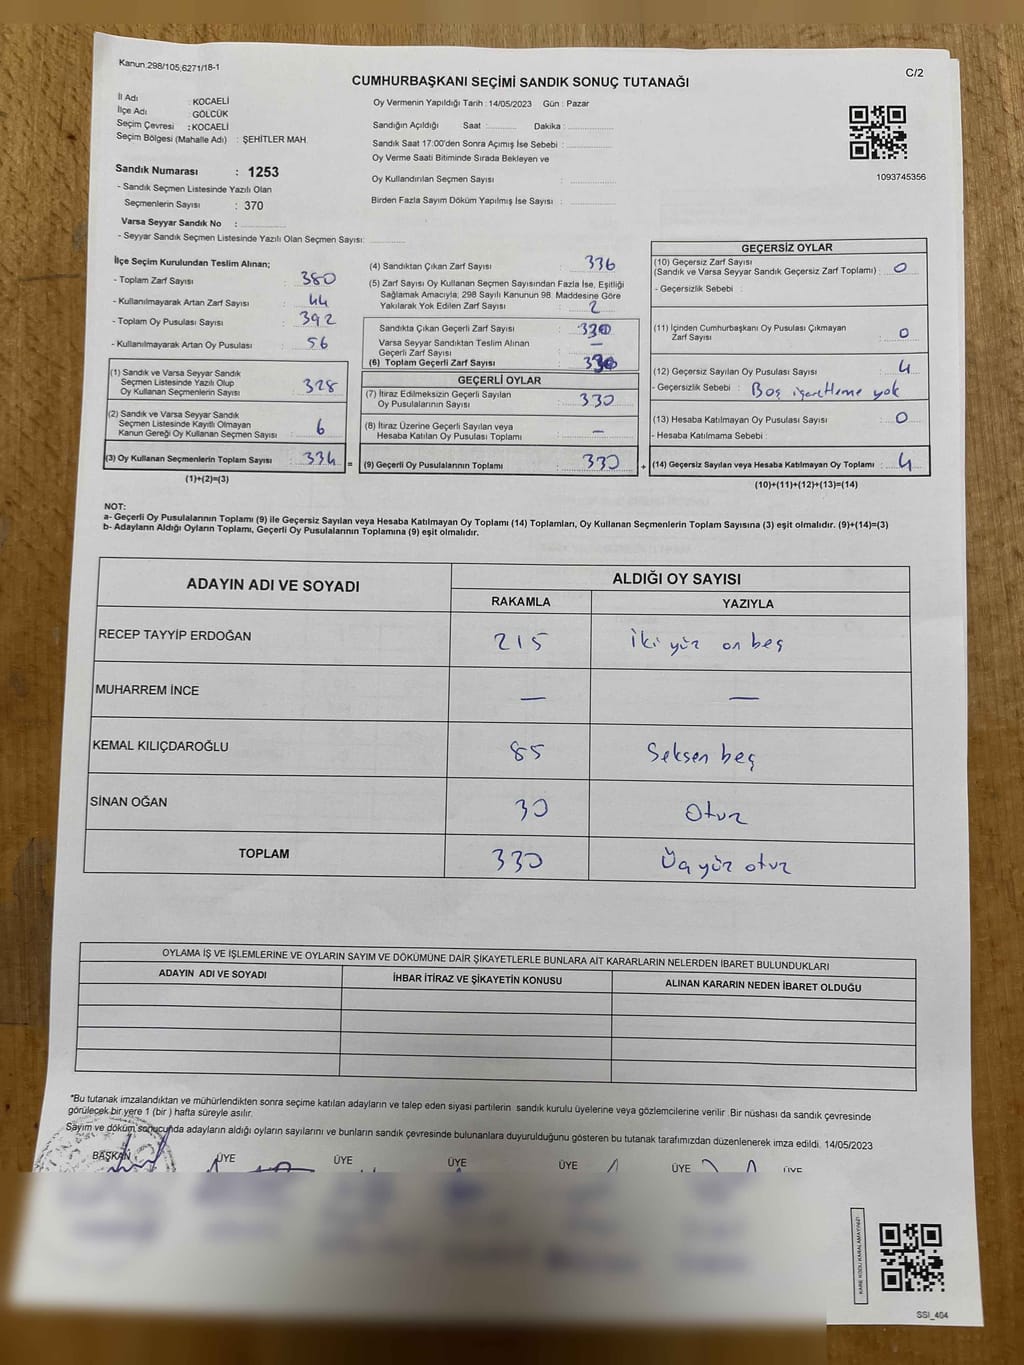 Kanun.298/105,6271/18-1
C/2
CUMHURBAŞKANI SEÇİMİ SANDIK SONUÇ TUTANAĞI
İl Adı : KOCAELİ
İlçe Adı : GÖLCÜK
Seçim Çevresi : KOCAELİ
Seçim Bölgesi (Mahalle Adı) : ŞEHİTLER MAH.
Oy Vermenin Yapıldığı Tarih : 14/05/2023 Gün : Pazar
Sandığın Açıldığı Saat : Dakika :
Sandık Saat 17:00'den Sonra Açımış İse Sebebi :
Oy Verme Saati Bitiminde Sırada Bekleyen ve
Oy Kullandırılan Seçmen Sayısı :
Birden Fazla Sayım Döküm Yapılmış İse Sayısı :
1093745356
Sandık Numarası : 1253
- Sandık Seçmen Listesinde Yazılı Olan
Seçmenlerin Sayısı : 370
Varsa Seyyar Sandık No :
- Seyyar Sandık Seçmen Listesinde Yazılı Olan Seçmen Sayısı:
İlçe Seçim Kurulundan Teslim Alınan;
- Toplam Zarf Sayısı : 380
- Kullanılmayarak Artan Zarf Sayısı : 44
- Toplam Oy Pusulası Sayısı : 392
- Kullanılmayarak Artan Oy Pusulası : 56
(1) Sandık ve Varsa Seyyar Sandık
Seçmen Listesinde Yazılı Olup
Oy Kullanan Seçmenlerin Sayısı : 328
(2) Sandık ve Varsa Seyyar Sandık
Seçmen Listesinde Kayıtlı Olmayan
Kanun Gereği Oy Kullanan Seçmen Sayısı : 6
(3) Oy Kullanan Seçmenlerin Toplam Sayısı : 334
(1)+(2)=(3)
(4) Sandıktan Çıkan Zarf Sayısı : 336
(5) Zarf Sayısı Oy Kullanan Seçmen Sayısından Fazla İse, Eşitliği
Sağlamak Amacıyla; 298 Sayılı Kanunun 98. Maddesine Göre
Yakılarak Yok Edilen Zarf Sayısı : 2
Sandıkta Çıkan Geçerli Zarf Sayısı : 330
Varsa Seyyar Sandıktan Teslim Alınan
Geçerli Zarf Sayısı : —
(6) Toplam Geçerli Zarf Sayısı : 330
GEÇERLİ OYLAR
(7) İtiraz Edilmeksizin Geçerli Sayılan
Oy Pusulalarının Sayısı : 330
(8) İtiraz Üzerine Geçerli Sayılan veya
Hesaba Katılan Oy Pusulası Toplamı : —
= (9) Geçerli Oy Pusulalarının Toplamı : 330
GEÇERSİZ OYLAR
(10) Geçersiz Zarf Sayısı
(Sandık ve Varsa Seyyar Sandık Geçersiz Zarf Toplamı) : 0
- Geçersizlik Sebebi :
(11) İçinden Cumhurbaşkanı Oy Pusulası Çıkmayan
Zarf Sayısı : 0
(12) Geçersiz Sayılan Oy Pusulası Sayısı : 4
- Geçersizlik Sebebi : Boş işaretleme yok
(13) Hesaba Katılmayan Oy Pusulası Sayısı : 0
- Hesaba Katılmama Sebebi :
+ (14) Geçersiz Sayılan veya Hesaba Katılmayan Oy Toplamı : 4
(10)+(11)+(12)+(13)=(14)
NOT:
a- Geçerli Oy Pusulalarının Toplamı (9) ile Geçersiz Sayılan veya Hesaba Katılmayan Oy Toplamı (14) Toplamları, Oy Kullanan Seçmenlerin Toplam Sayısına (3) eşit olmalıdır. (9)+(14)=(3)
b- Adayların Aldığı Oyların Toplamı, Geçerli Oy Pusulalarının Toplamına (9) eşit olmalıdır.
ADAYIN ADI VE SOYADI ALDIĞI OY SAYISI
RAKAMLA YAZIYLA
RECEP TAYYİP ERDOĞAN 215 İki yüz on beş
MUHARREM İNCE — —
KEMAL KILIÇDAROĞLU 85 Seksen beş
SİNAN OĞAN 30 Otuz
TOPLAM 330 Üç yüz otuz
OYLAMA İŞ VE İŞLEMLERİNE VE OYLARIN SAYIM VE DÖKÜMÜNE DAİR ŞİKAYETLERLE BUNLARA AİT KARARLARIN NELERDEN İBARET BULUNDUKLARI
ADAYIN ADI VE SOYADI İHBAR İTİRAZ VE ŞİKAYETİN KONUSU ALINAN KARARIN NEDEN İBARET OLDUĞU
*Bu tutanak imzalandıktan ve mühürlendikten sonra seçime katılan adayların ve talep eden siyasi partilerin sandık kurulu üyelerine veya gözlemcilerine verilir Bir nüshası da sandık çevresinde
görülecek bir yere 1 (bir ) hafta süreyle asılır.
Sayım ve döküm sonucunda adayların aldığı oyların sayılarını ve bunların sandık çevresinde bulunanlara duyurulduğunu gösteren bu tutanak tarafımızdan düzenlenerek imza edildi. 14/05/2023
BAŞKAN ÜYE ÜYE ÜYE ÜYE ÜYE ÜYE
KARE KODU KARALAMAYINIZ!
SSI_464